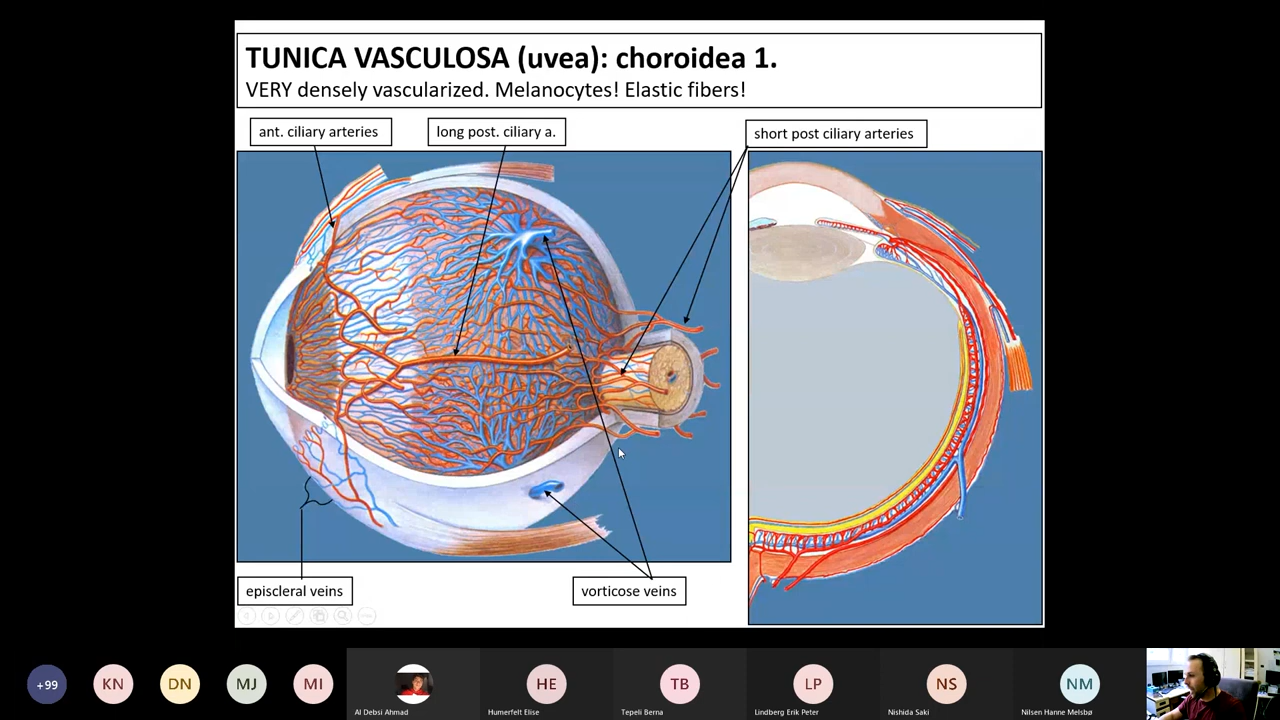 TUNICA VASCULOSA (uvea): choroidea 1.
VERY densely vascularized. Melanocytes! Elastic fibers!
ant. ciliary arteries
long post. ciliary a.
short post ciliary arteries
episcleral veins
vorticose veins
+99
KN
DN
MJ
MI
HE
TB
LP
NS
NM
Al Debsi Ahmad
Humerfelt Elise
Tepeli Berna
Lindberg Erik Peter
Nishida Saki
Nilsen Hanne Melsbø